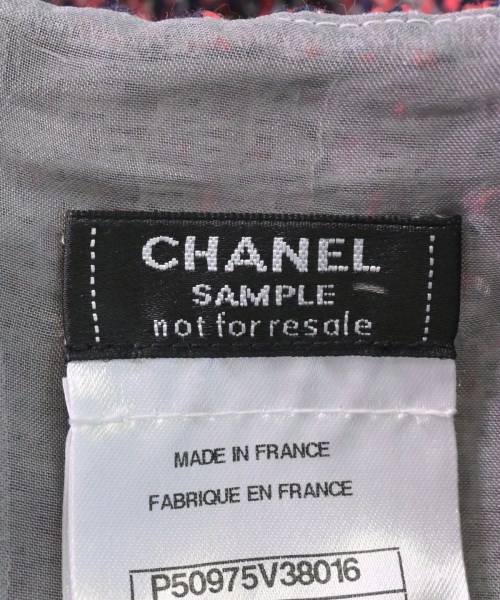 CHANEL
SAMPLE
not for resale
MADE IN FRANCE
FABRIQUE EN FRANCE
P50975V38016